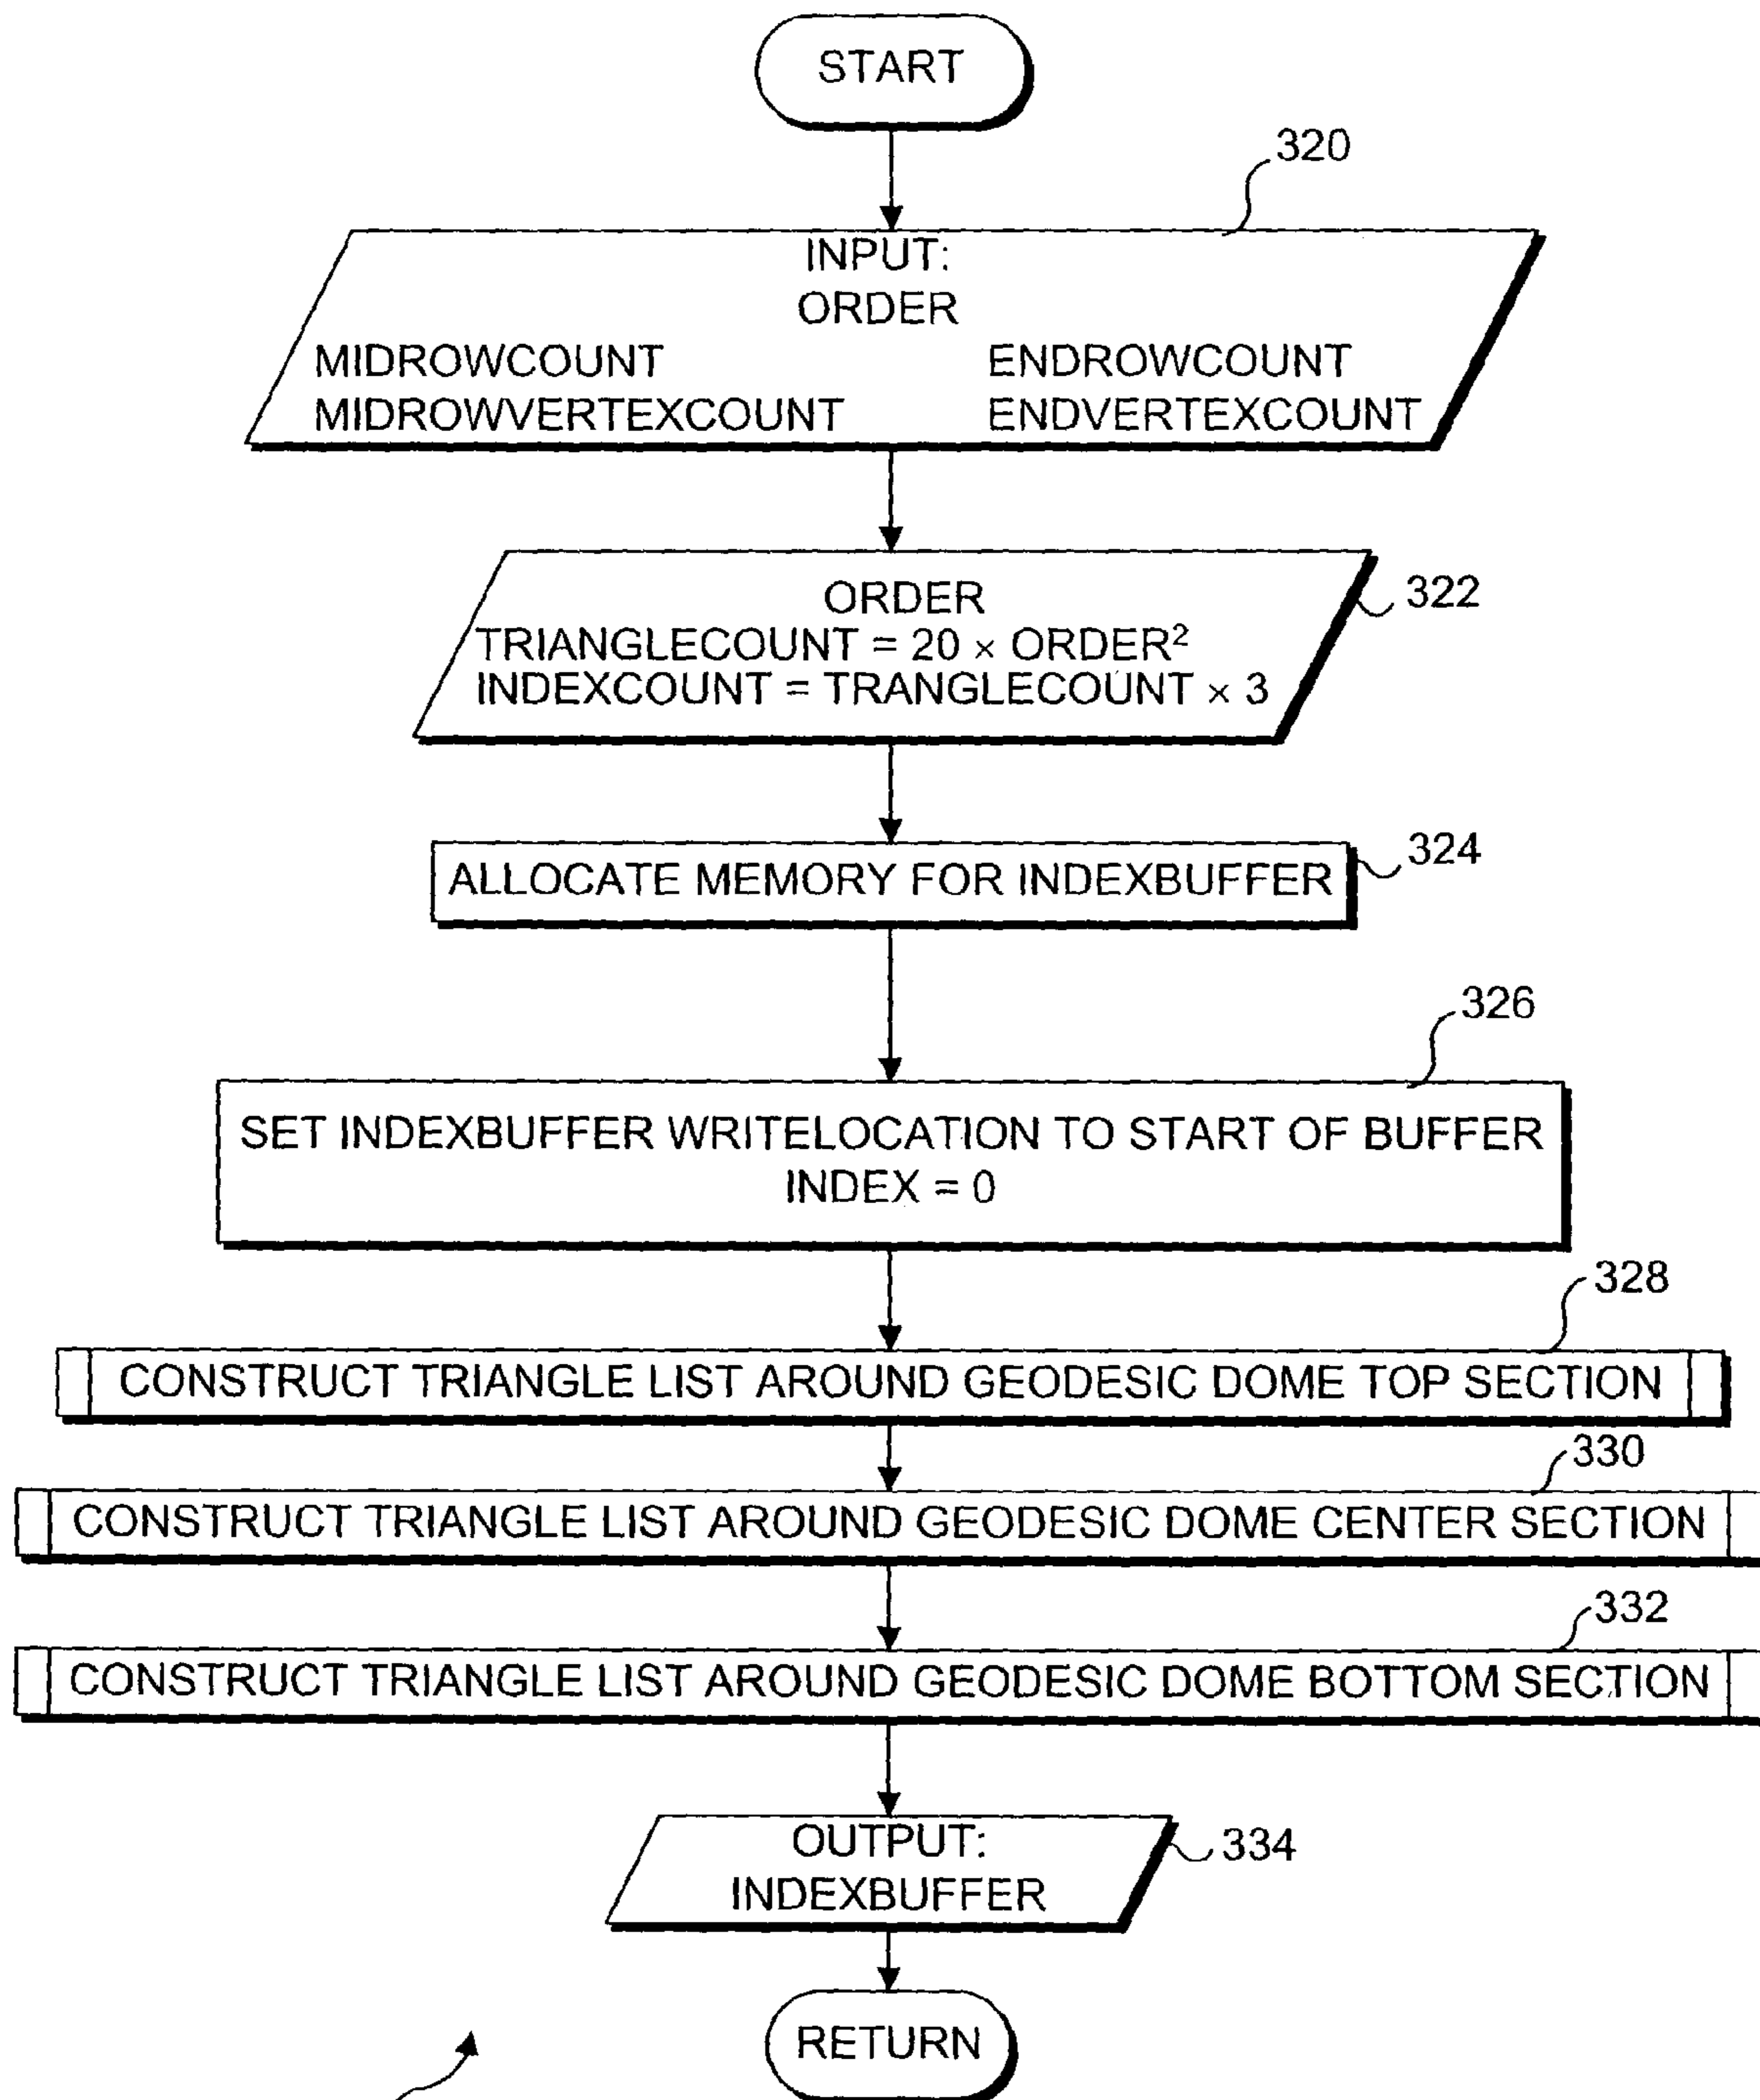 START
320
INPUT:
ORDER
MIDROWCOUNT ENDROWCOUNT
MIDROWVERTEXCOUNT ENDVERTEXCOUNT
ORDER
322
TRIANGLECOUNT = 20 × ORDER²
INDEXCOUNT = TRANGLECOUNT × 3
324
ALLOCATE MEMORY FOR INDEXBUFFER
326
SET INDEXBUFFER WRITELOCATION TO START OF BUFFER
INDEX = 0
328
CONSTRUCT TRIANGLE LIST AROUND GEODESIC DOME TOP SECTION
330
CONSTRUCT TRIANGLE LIST AROUND GEODESIC DOME CENTER SECTION
332
CONSTRUCT TRIANGLE LIST AROUND GEODESIC DOME BOTTOM SECTION
OUTPUT:
334
INDEXBUFFER
RETURN